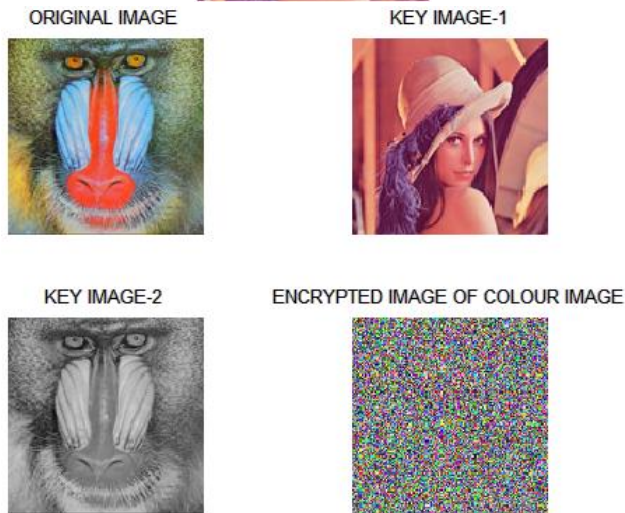 ORIGINAL IMAGE
KEY IMAGE-1
KEY IMAGE-2
ENCRYPTED IMAGE OF COLOUR IMAGE